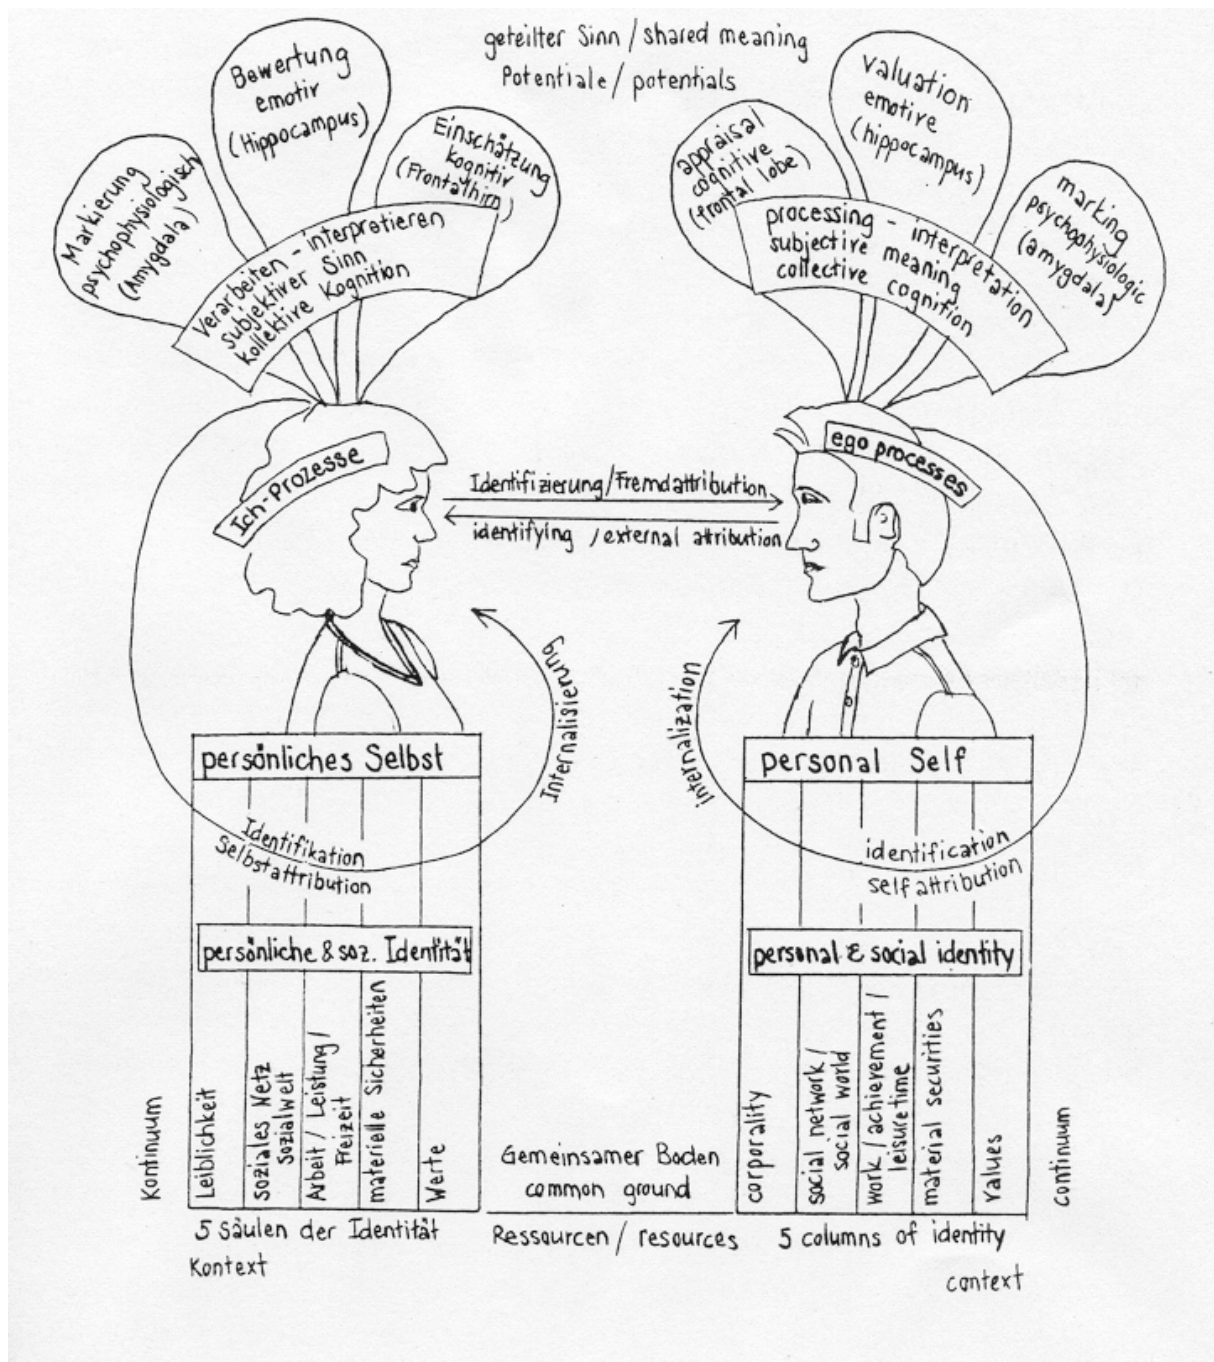 geteilter Sinn / shared meaning
Potentiale / potentials
Markierung
psychophysiologisch
(Amygdala)
Bewertung
emotiv
(Hippocampus)
Einschätzung
kognitiv
(Frontalhirn)
Verarbeiten - interpretieren
subjektiver Sinn
kollektive Kognition
appraisal
cognitive
(frontal lobe)
valuation
emotive
(hippocampus)
marking
psychophysiologic
(amygdala)
processing - interpretation
subjective meaning
collective cognition
Ich-Prozesse
ego processes
Identifizierung/Fremdattribution
identifying / external attribution
Internalisierung
internalization
persönliches Selbst
personal Self
Identifikation
Selbstattribution
identification
self attribution
persönliche & soz. Identität
personal & social identity
Kontinuum
Leiblichkeit
soziales Netz
Sozialwelt
Arbeit / Leistung /
Freizeit
materielle Sicherheiten
Werte
Gemeinsamer Boden
common ground
corporality
social network /
social world
work / achievement /
leisure time
material securities
values
continuum
5 Säulen der Identität
Ressourcen / resources
5 columns of identity
Kontext
context